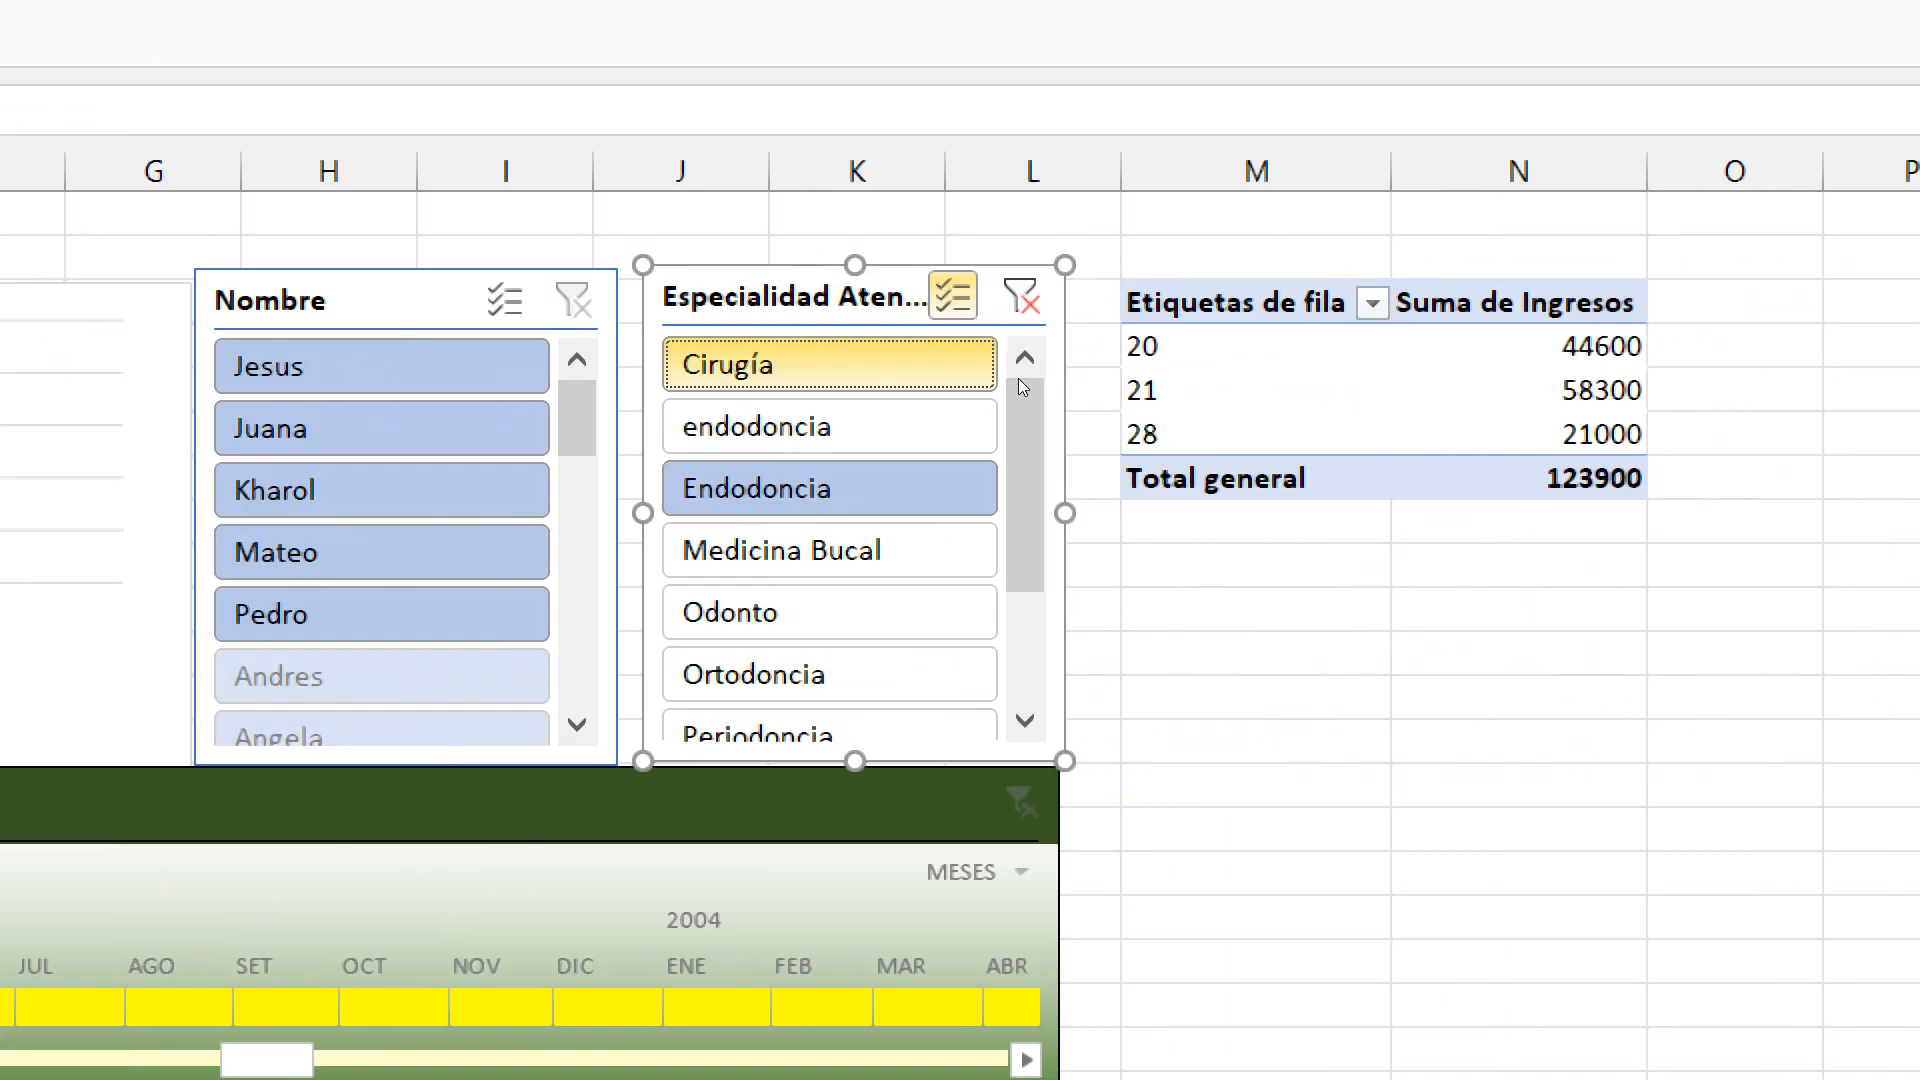 G H I J K L M N O P
Nombre
Jesus
Juana
Kharol
Mateo
Pedro
Andres
Angela
Especialidad Aten...
Cirugía
endodoncia
Endodoncia
Medicina Bucal
Odonto
Ortodoncia
Periodoncia
Etiquetas de fila Suma de Ingresos
20 44600
21 58300
28 21000
Total general 123900
MESES
2004
JUL AGO SET OCT NOV DIC ENE FEB MAR ABR